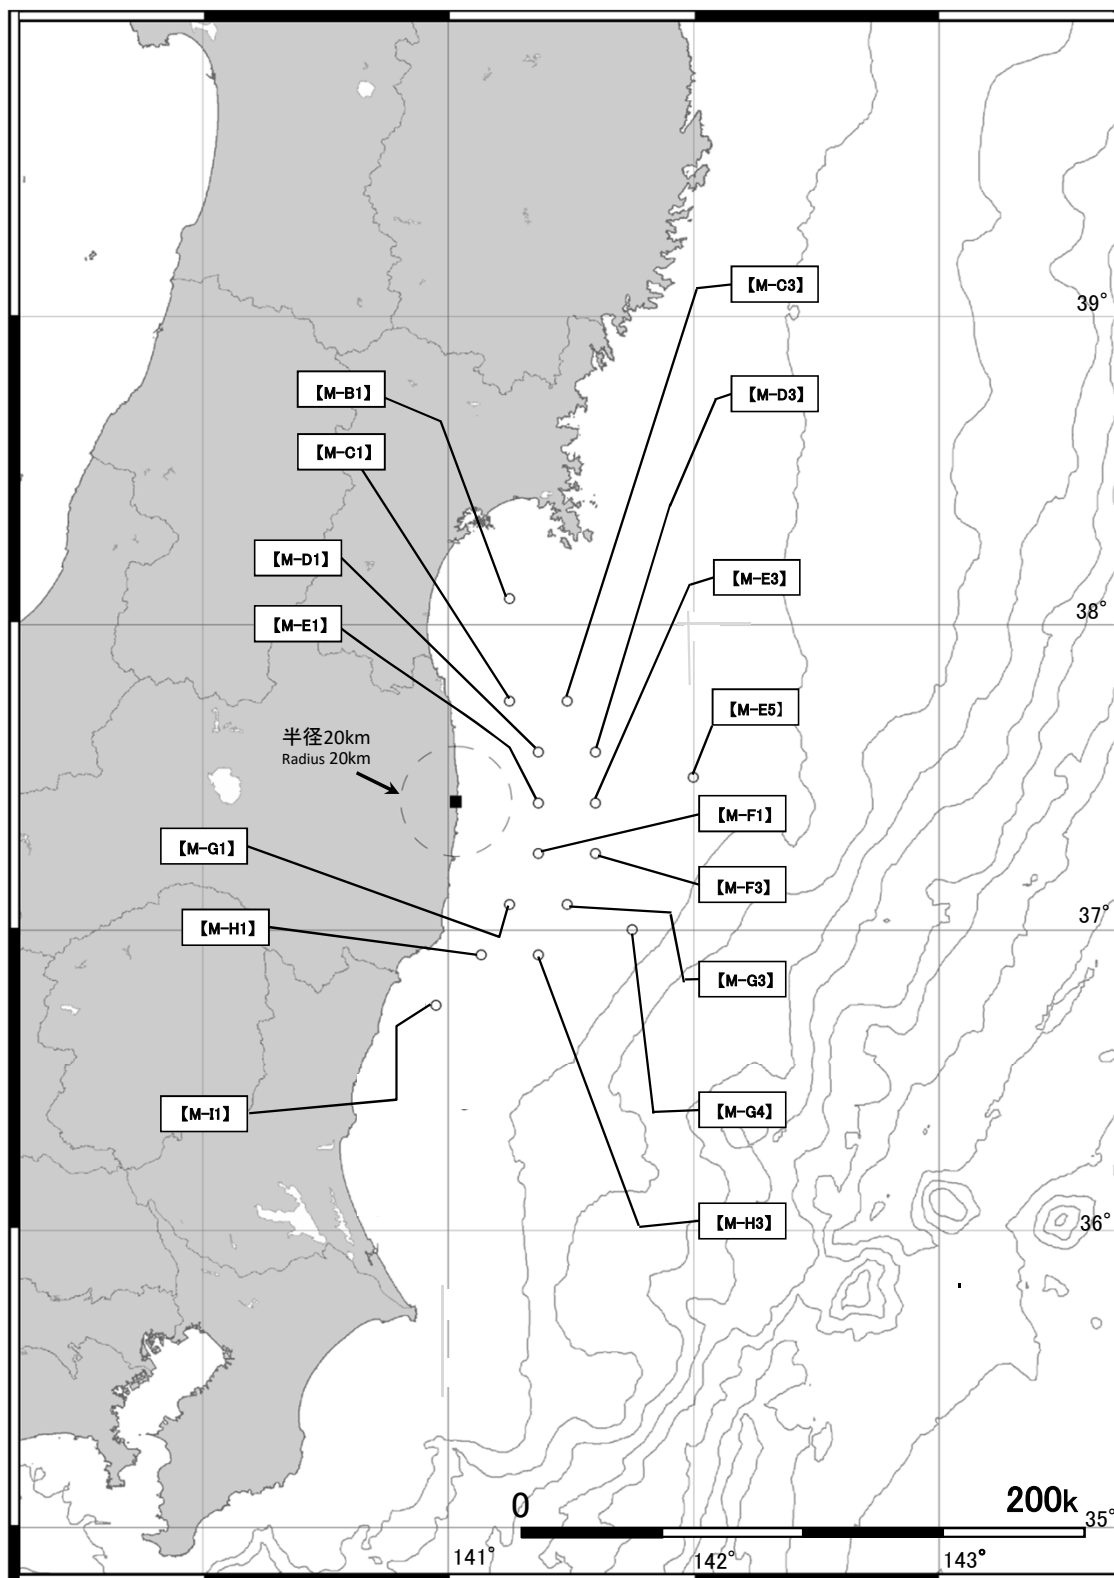 【M-C3】
39°
【M-B1】
【M-D3】
【M-C1】
【M-D1】
【M-E3】
【M-E1】
38°
【M-E5】
半径20km
Radius 20km
【M-F1】
【M-G1】
【M-F3】
【M-H1】
37°
【M-G3】
【M-I1】
【M-G4】
【M-H3】
36°
0
200k
35°
141°
142°
143°